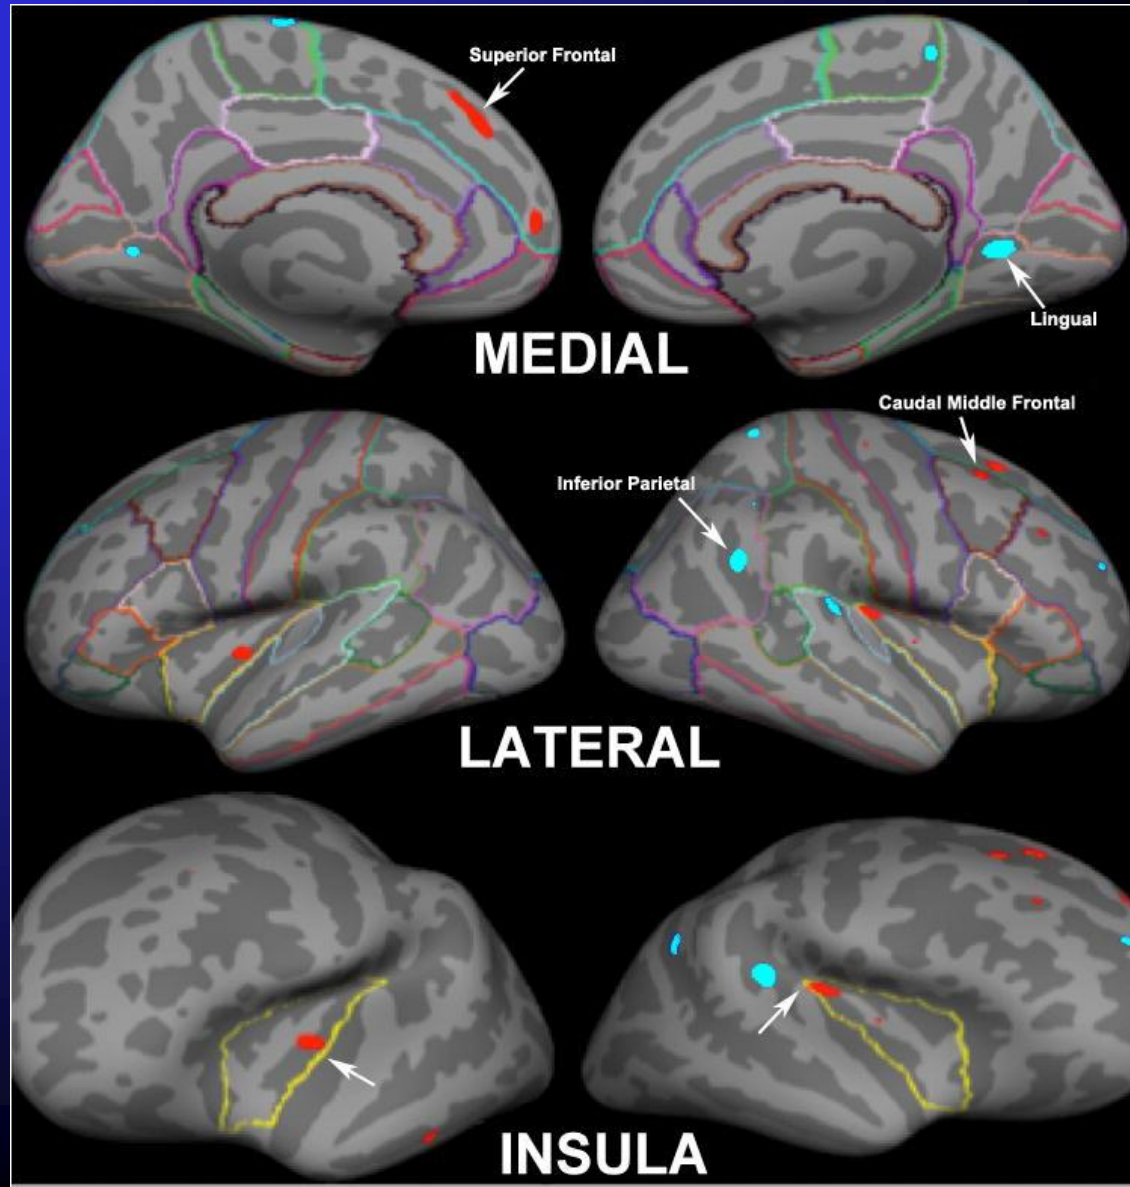 Superior Frontal
Lingual
MEDIAL
Caudal Middle Frontal
Inferior Parietal
LATERAL
INSULA